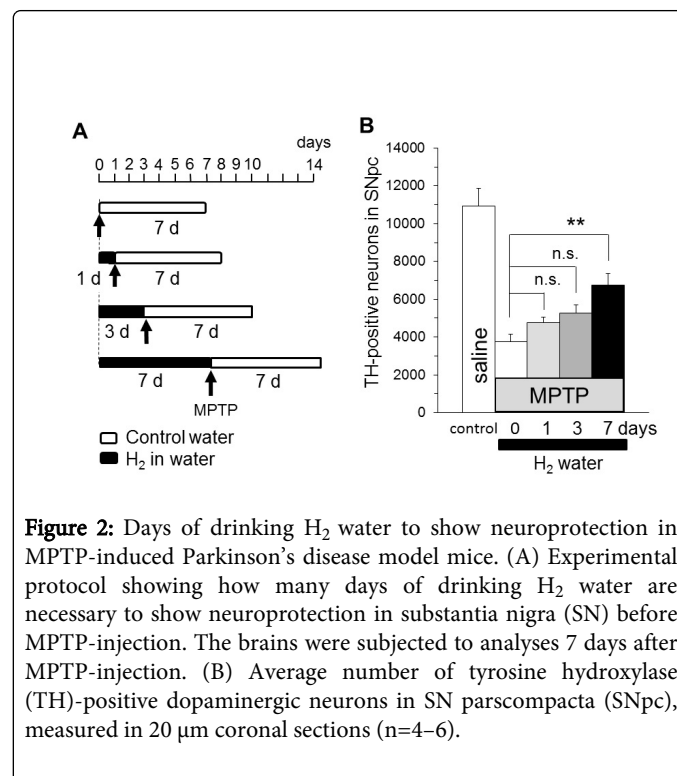 A
days
0 1 2 3 4 5 6 7 8 9 10 14
7 d
1 d 7 d
3 d 7 d
7 d 7 d
MPTP
Control water
H₂ in water
B
TH-positive neurons in SNpc
14000
12000
10000
8000
6000
4000
2000
0
**
n.s.
n.s.
saline
MPTP
control 0 1 3 7 days
H₂ water
Figure 2: Days of drinking H₂ water to show neuroprotection in
MPTP-induced Parkinson’s disease model mice. (A) Experimental
protocol showing how many days of drinking H₂ water are
necessary to show neuroprotection in substantia nigra (SN) before
MPTP-injection. The brains were subjected to analyses 7 days after
MPTP-injection. (B) Average number of tyrosine hydroxylase
(TH)-positive dopaminergic neurons in SN parscompacta (SNpc),
measured in 20 μm coronal sections (n=4–6).